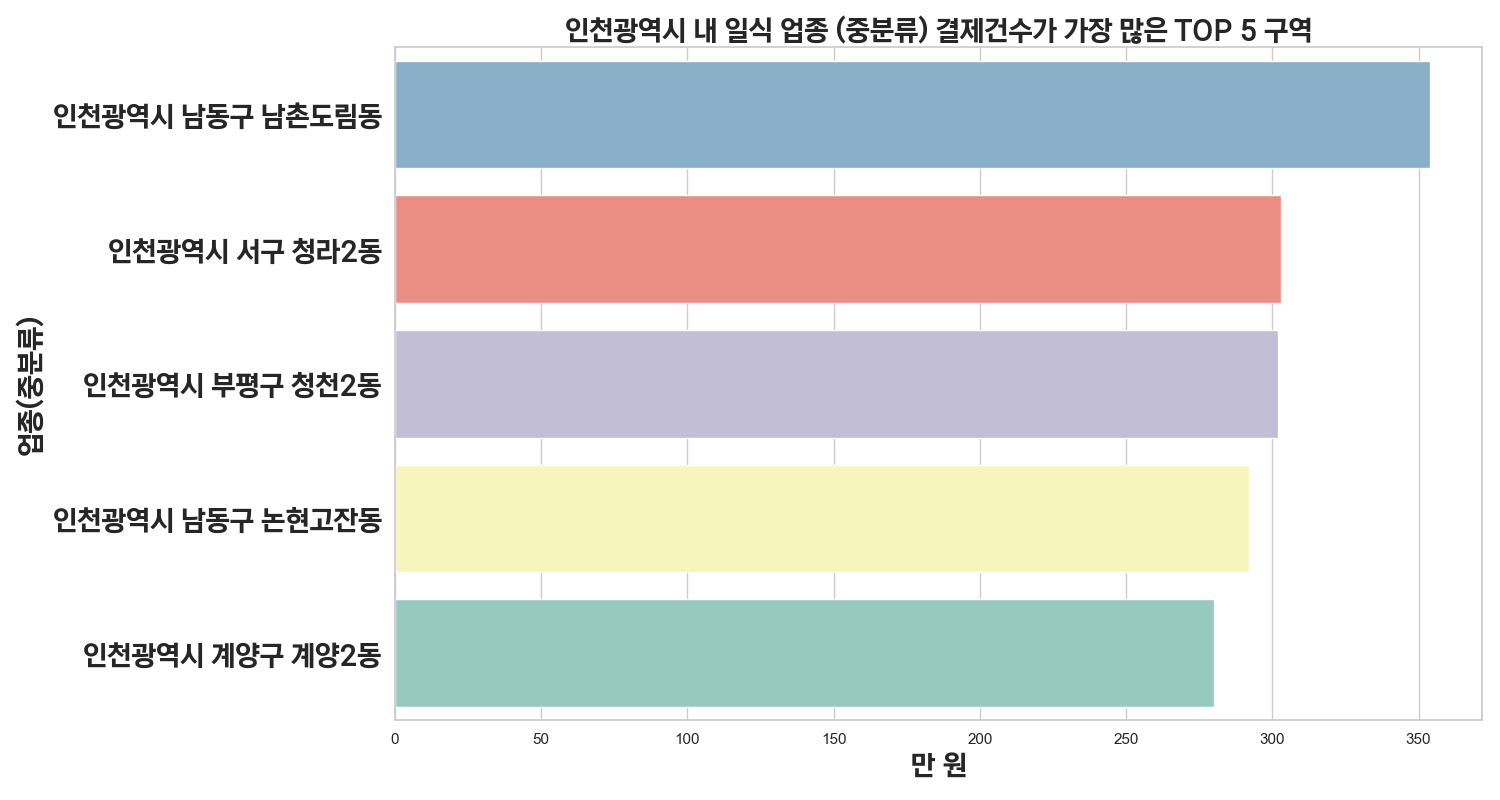 인천광역시 내 일식 업종 (중분류) 결제건수가 가장 많은 TOP 5 구역
업종(중분류)
인천광역시 남동구 남촌도림동
인천광역시 서구 청라2동
인천광역시 부평구 청천2동
인천광역시 남동구 논현고잔동
인천광역시 계양구 계양2동
0 50 100 150 200 250 300 350
만 원